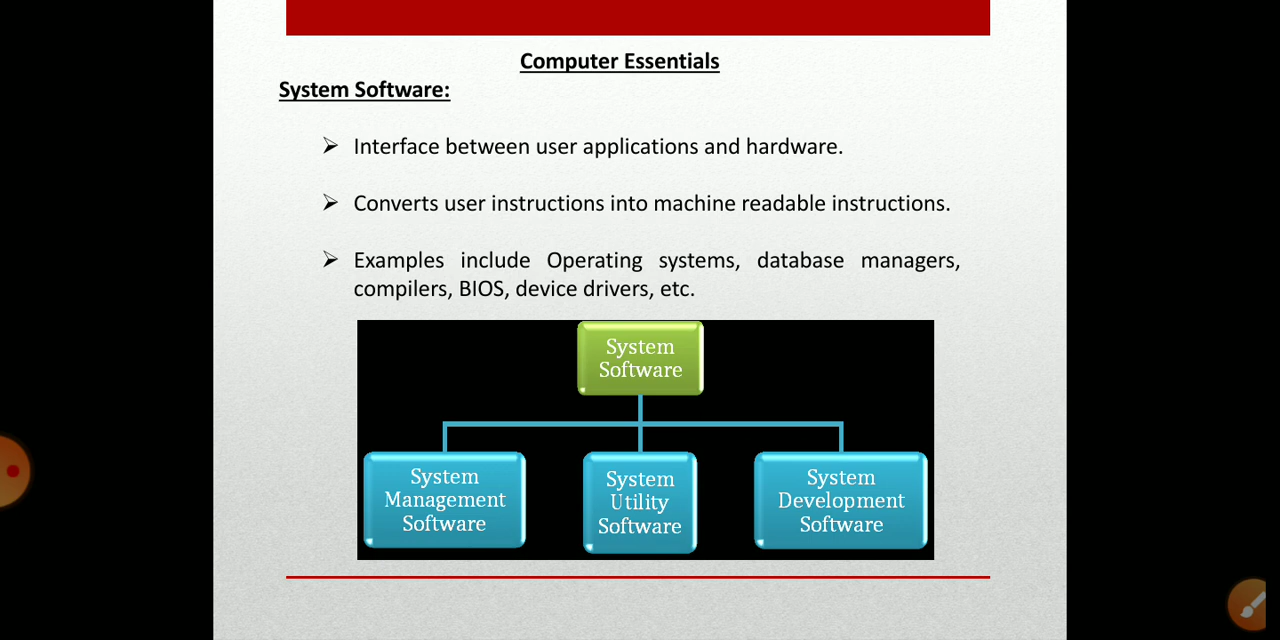 Computer Essentials
System Software:
Interface between user applications and hardware.
Converts user instructions into machine readable instructions.
Examples include Operating systems, database managers,
compilers, BIOS, device drivers, etc.
System
Software
System
Management
Software
System
Utility
Software
System
Development
Software